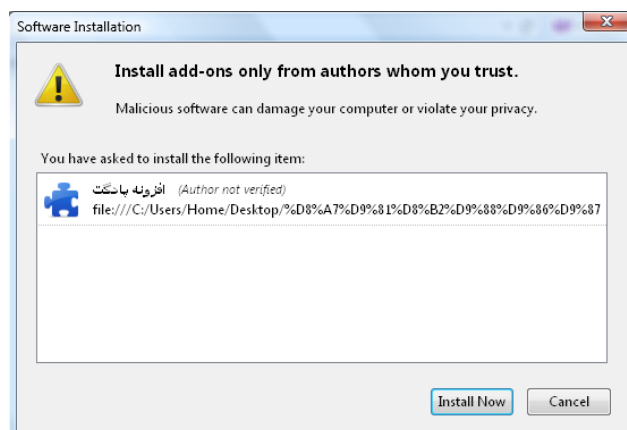 Software Installation
Install add-ons only from authors whom you trust.
Malicious software can damage your computer or violate your privacy.
You have asked to install the following item:
افزونه پانگت (Author not verified)
file:///C:/Users/Home/Desktop/%D8%A7%D9%81%D8%B2%D9%88%D9%86%D9%87
Install Now
Cancel